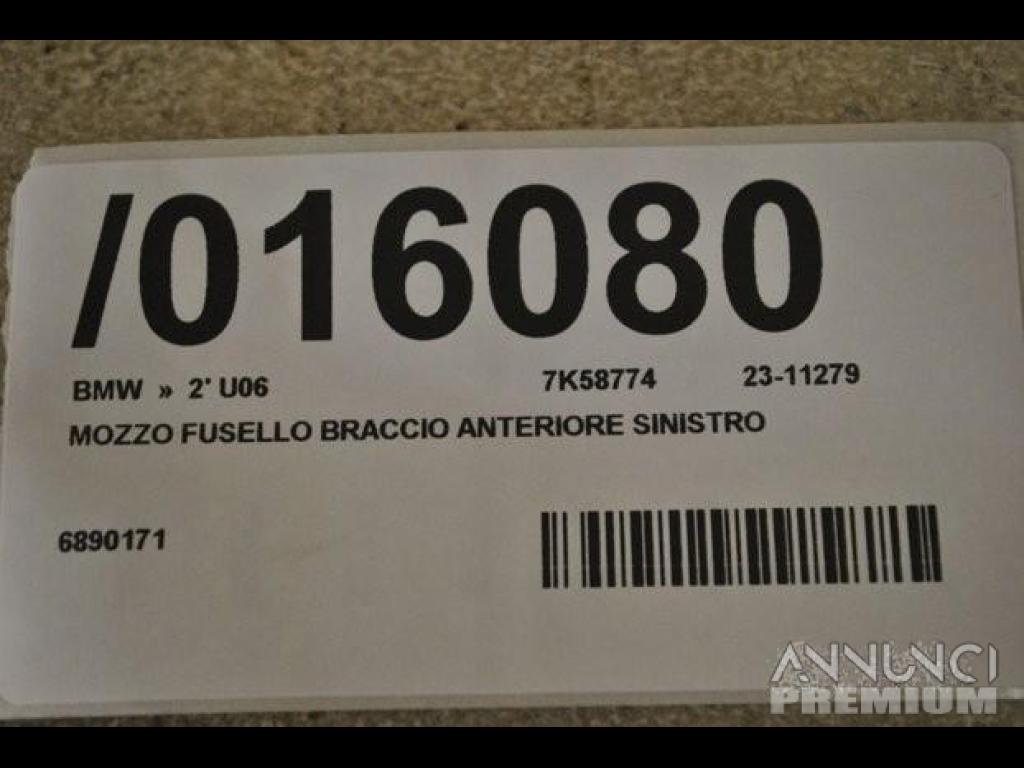 /016080
BMW » 2' U06 7K58774 23-11279
MOZZO FUSELLO BRACCIO ANTERIORE SINISTRO
6890171
ANNUNCI
PREMIUM